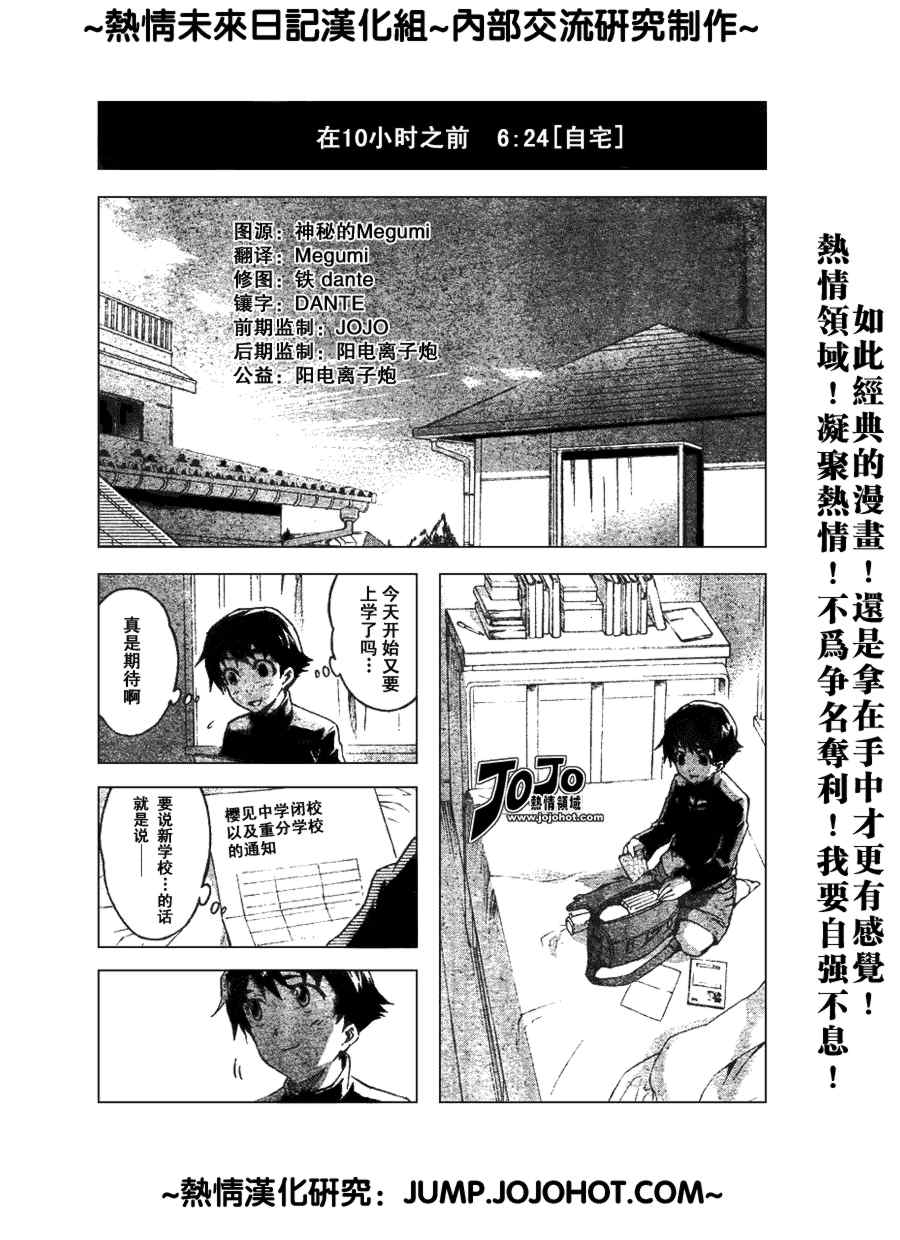 ~熱情未來日記漢化組~內部交流研究制作~
在10小时之前 6:24[自宅]
图源：神秘的Megumi
翻译：Megumi
修图：铁 dante
镶字：DANTE
前期监制：JOJO
后期监制：阳电离子炮
公益：阳电离子炮
如此經典的漫畫！還是拿在手中才更有感覺！
熱情領域！凝聚熱情！不爲争名奪利！我要自强不息！
JOJO
熱情領域
www.jojohot.com
今天开始又要
上学了吗…
真是期待啊
樱见中学闭校
以及重分学校
的通知
要说新学校…的话
就是说——
~熱情漢化研究：JUMP.JOJOHOT.COM~